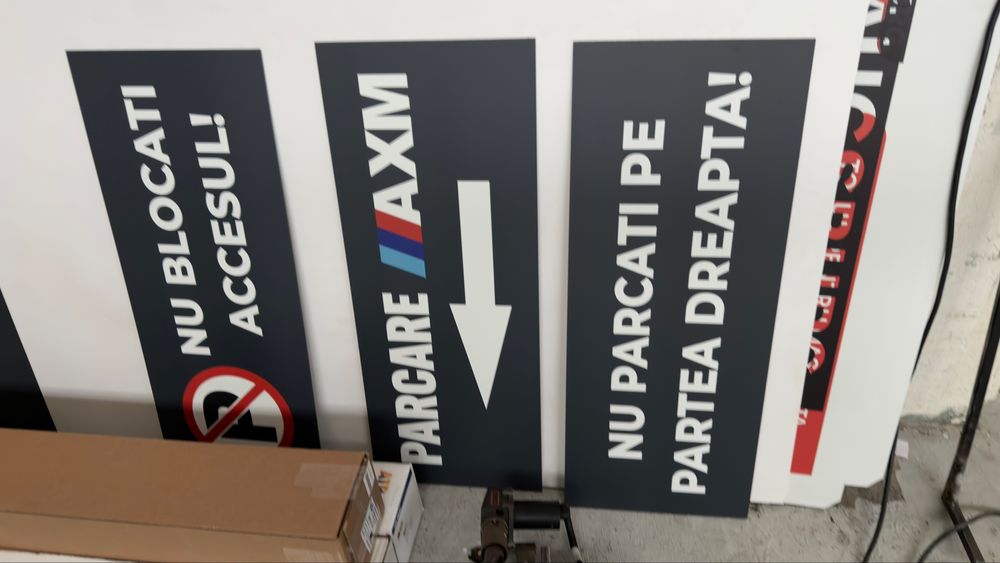 NU BLOCATI
ACCESUL!
P
PARCARE AXM
NU PARCATI PE
PARTEA DREAPTA!